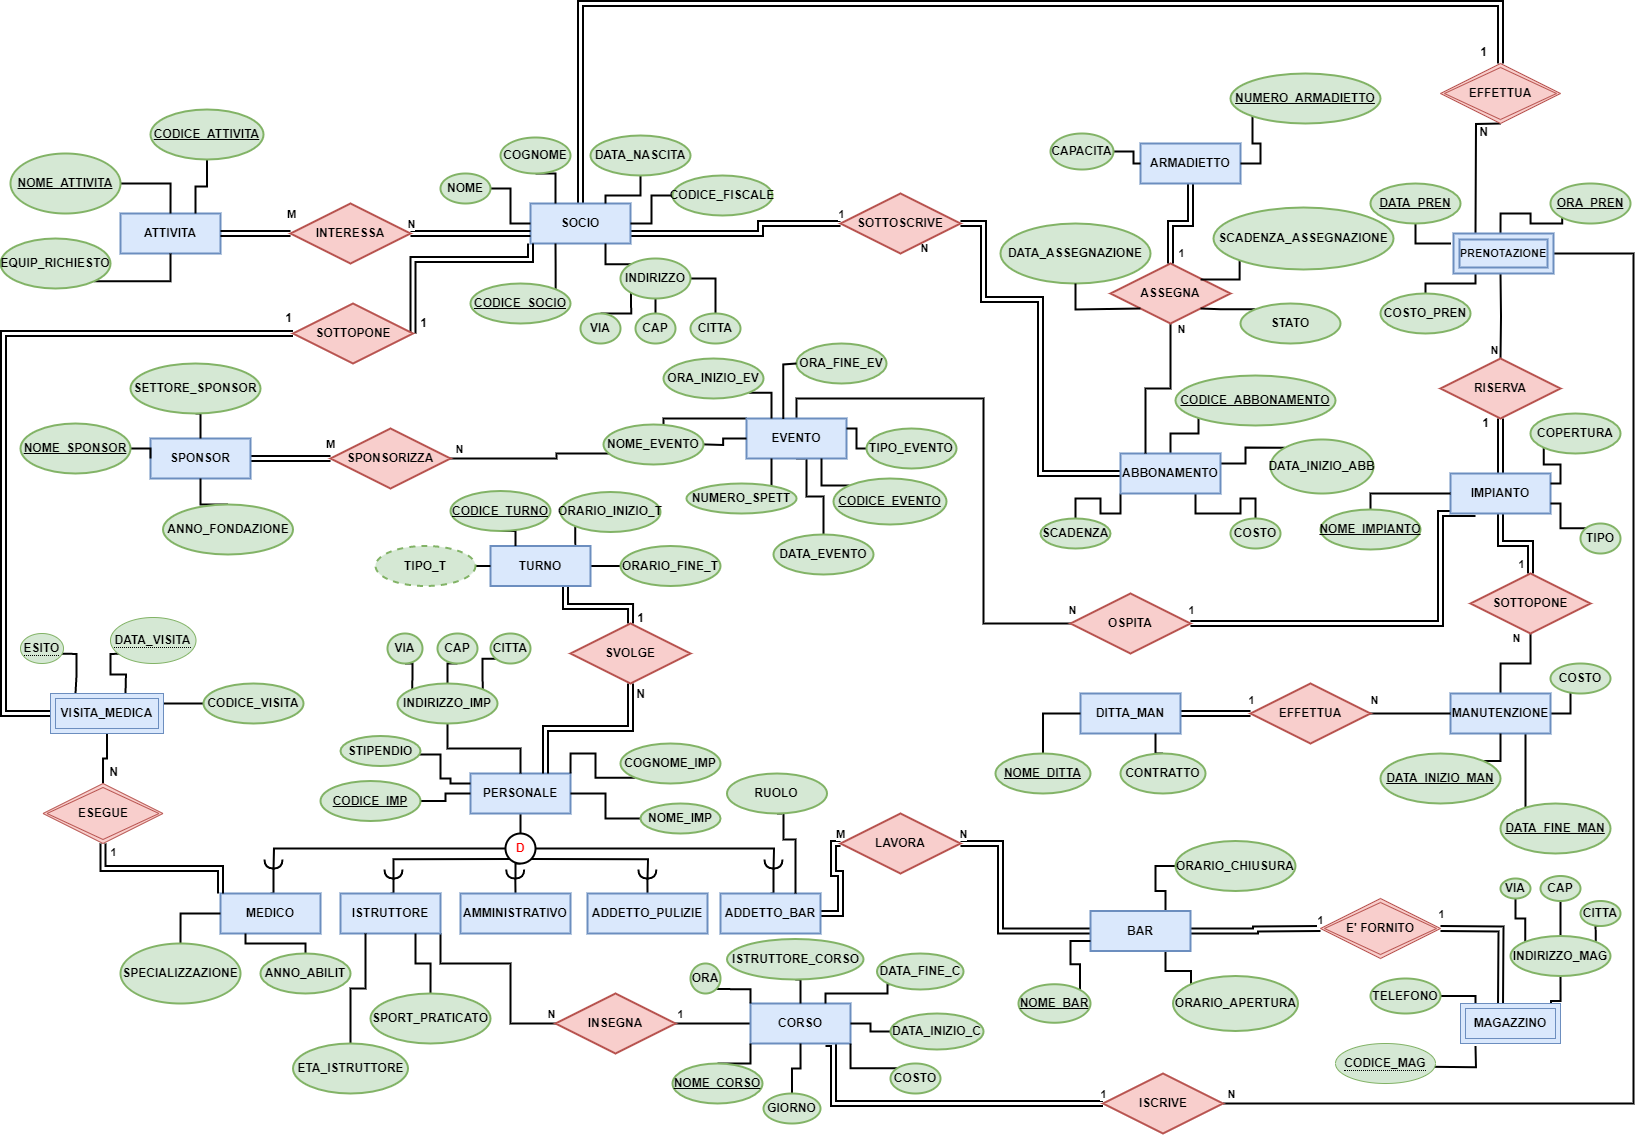 1
EFFETTUA
N
NUMERO_ARMADIETTO
CODICE_ATTIVITA
COGNOME
DATA_NASCITA
CAPACITA
ARMADIETTO
NOME_ATTIVITA
NOME
CODICE_FISCALE
DATA_PREN
ORA_PREN
M
INTERESSA
N
SOCIO
1
SOTTOSCRIVE
N
ATTIVITA
SCADENZA_ASSEGNAZIONE
DATA_ASSEGNAZIONE
1
PRENOTAZIONE
EQUIP_RICHIESTO
INDIRIZZO
ASSEGNA
CODICE_SOCIO
VIA
CAP
CITTA
STATO
COSTO_PREN
N
1
SOTTOPONE
1
N
RISERVA
1
SETTORE_SPONSOR
ORA_INIZIO_EV
ORA_FINE_EV
CODICE_ABBONAMENTO
NOME_SPONSOR
SPONSOR
M
SPONSORIZZA
N
NOME_EVENTO
EVENTO
TIPO_EVENTO
COPERTURA
ABBONAMENTO
DATA_INIZIO_ABB
NUMERO_SPETT
CODICE_EVENTO
IMPIANTO
ANNO_FONDAZIONE
CODICE_TURNO
ORARIO_INIZIO_T
SCADENZA
COSTO
NOME_IMPIANTO
TIPO
DATA_EVENTO
TIPO_T
TURNO
ORARIO_FINE_T
1
SOTTOPONE
N
N
OSPITA
1
1
SVOLGE
N
ESITO
DATA_VISITA
VIA
CAP
CITTA
VISITA_MEDICA
CODICE_VISITA
INDIRIZZO_IMP
COSTO
DITTA_MAN
1
EFFETTUA
N
MANUTENZIONE
STIPENDIO
COGNOME_IMP
NOME_DITTA
CONTRATTO
DATA_INIZIO_MAN
N
ESEGUE
1
CODICE_IMP
PERSONALE
NOME_IMP
RUOLO
DATA_FINE_MAN
D
M
LAVORA
N
ORARIO_CHIUSURA
VIA
CAP
CITTA
MEDICO
ISTRUTTORE
AMMINISTRATIVO
ADDETTO_PULIZIE
ADDETTO_BAR
BAR
1
E' FORNITO
1
INDIRIZZO_MAG
SPECIALIZZAZIONE
ANNO_ABILIT
ORA
ISTRUTTORE_CORSO
DATA_FINE_C
NOME_BAR
ORARIO_APERTURA
TELEFONO
SPORT_PRATICATO
N
INSEGNA
1
CORSO
DATA_INIZIO_C
MAGAZZINO
ETA_ISTRUTTORE
NOME_CORSO
GIORNO
COSTO
CODICE_MAG
1
ISCRIVE
N